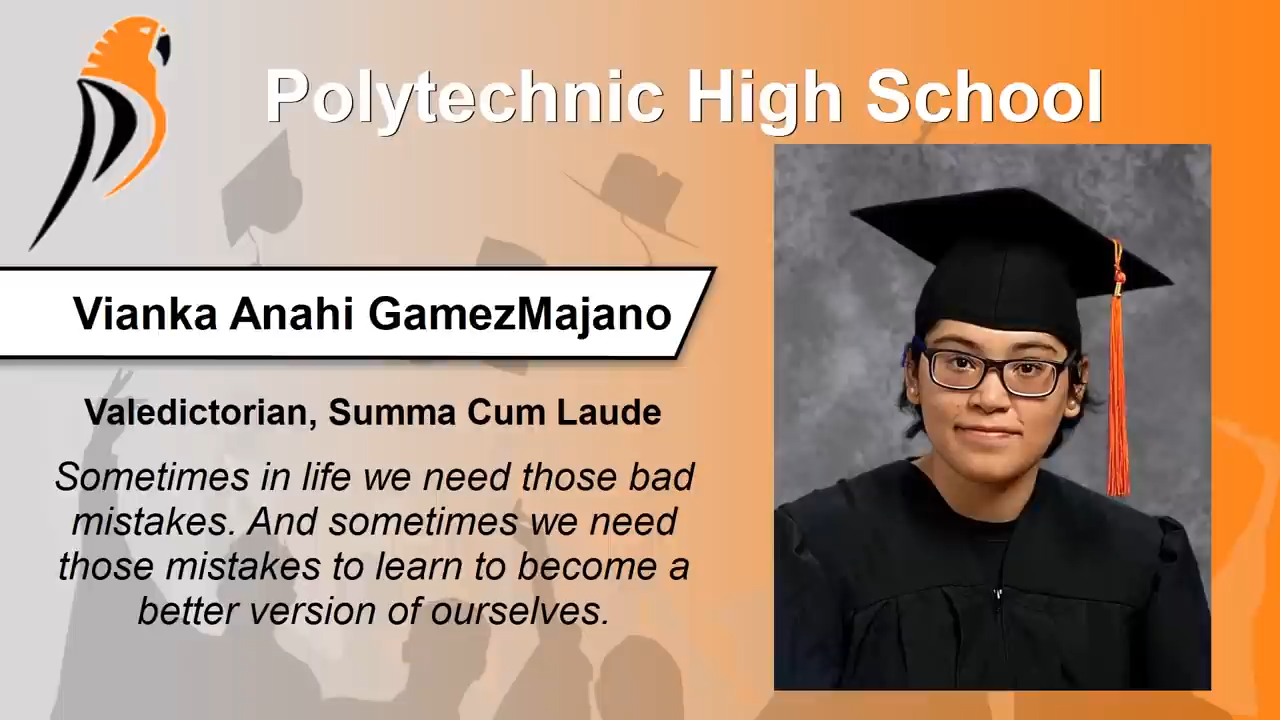 Polytechnic High School
Vianka Anahi GamezMajano
Valedictorian, Summa Cum Laude
Sometimes in life we need those bad
mistakes. And sometimes we need
those mistakes to learn to become a
better version of ourselves.